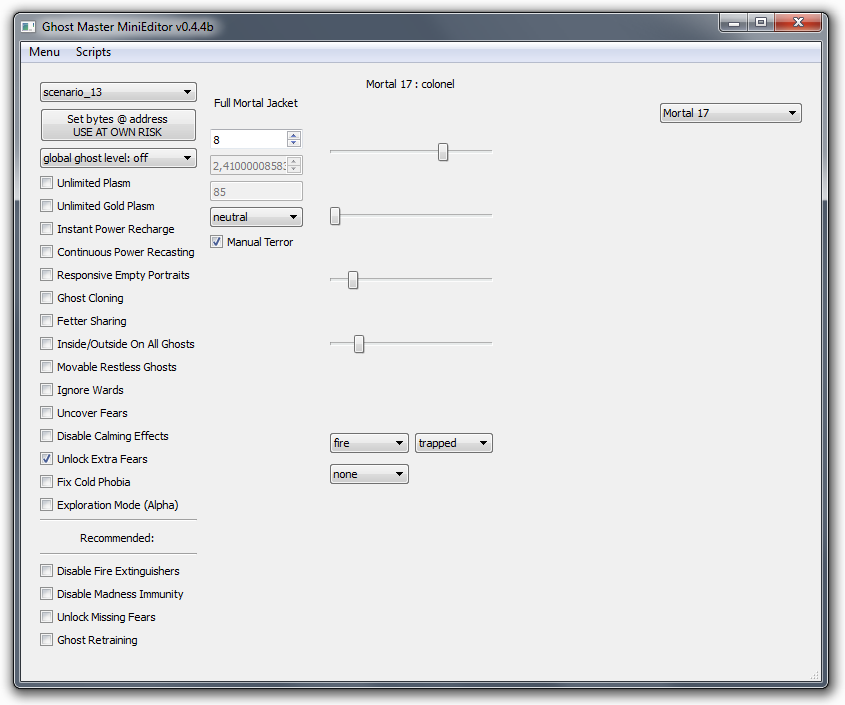 Ghost Master MiniEditor v0.4.4b
Menu Scripts
Mortal 17 : colonel
scenario_13
Full Mortal Jacket
Mortal 17
Set bytes @ address
USE AT OWN RISK
8
global ghost level: off
2,4100000858
85
Unlimited Plasm
Unlimited Gold Plasm
neutral
Instant Power Recharge
Manual Terror
Continuous Power Recasting
Responsive Empty Portraits
Ghost Cloning
Fetter Sharing
Inside/Outside On All Ghosts
Movable Restless Ghosts
Ignore Wards
Uncover Fears
Disable Calming Effects
fire trapped
Unlock Extra Fears
none
Fix Cold Phobia
Exploration Mode (Alpha)
Recommended:
Disable Fire Extinguishers
Disable Madness Immunity
Unlock Missing Fears
Ghost Retraining